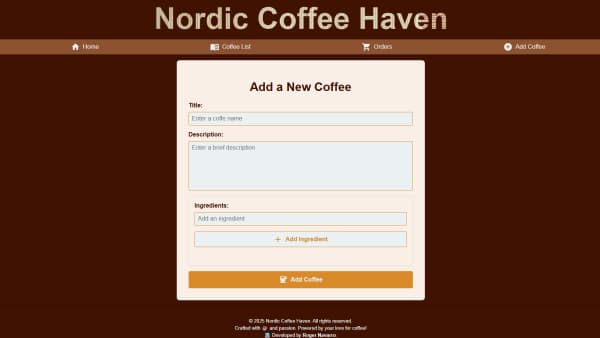 Nordic Coffee Haven
Home Coffee List Orders Add Coffee
Add a New Coffee
Title:
Enter a coffe name
Description:
Enter a brief description
Ingredients:
Add an ingredient
+ Add Ingredient
Add Coffee
© 2025 Nordic Coffee Haven. All rights reserved.
Crafted with and passion. Powered by your love for coffee!
Developed by Roger Navarro.